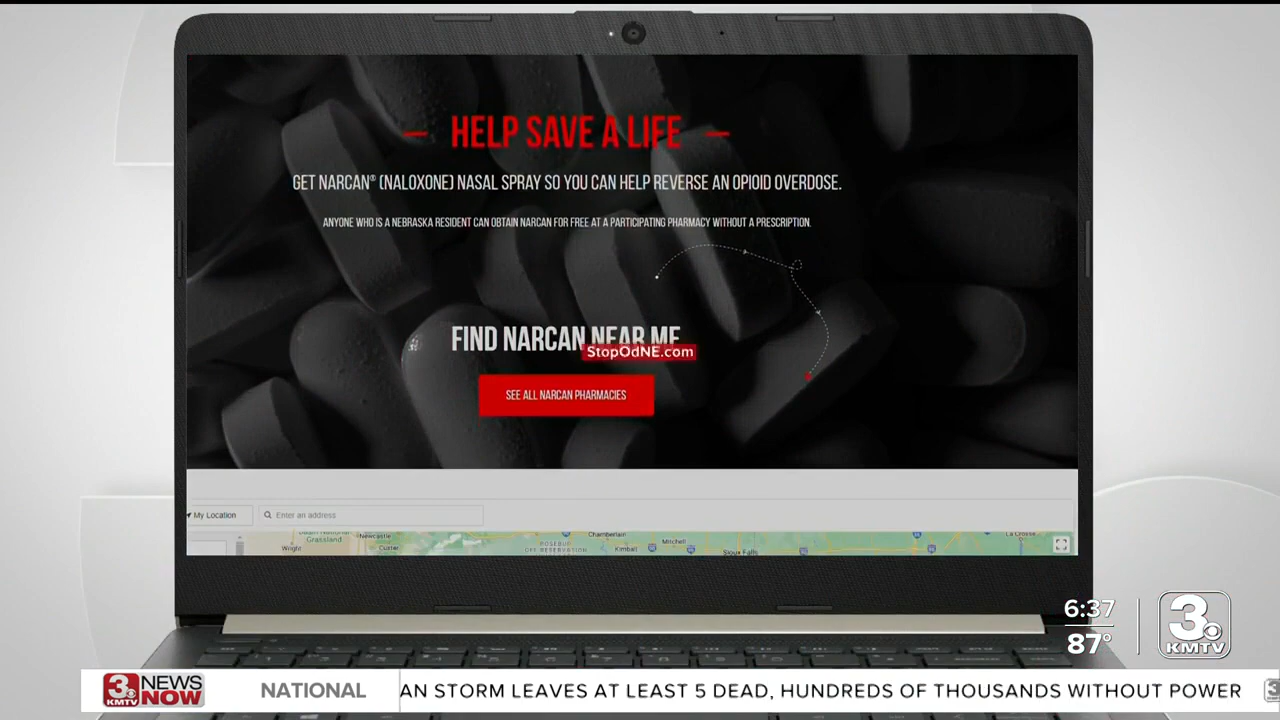 HELP SAVE A LIFE
GET NARCAN® (NALOXONE) NASAL SPRAY SO YOU CAN HELP REVERSE AN OPIOID OVERDOSE.
ANYONE WHO IS A NEBRASKA RESIDENT CAN OBTAIN NARCAN FOR FREE AT A PARTICIPATING PHARMACY WITHOUT A PRESCRIPTION.
FIND NARCAN NEAR ME
StopOdNE.com
SEE ALL NARCAN PHARMACIES
My Location
Enter an address
Grassland
Newcastle
Wright
Custer
ROSEBUD
OFF-RESERVATION
Chamberlain
Kimball
Mitchell
Sioux Falls
La Crosse
6:37
87°
3
KMTV
3 KMTV NEWS NOW
NATIONAL
AN STORM LEAVES AT LEAST 5 DEAD, HUNDREDS OF THOUSANDS WITHOUT POWER